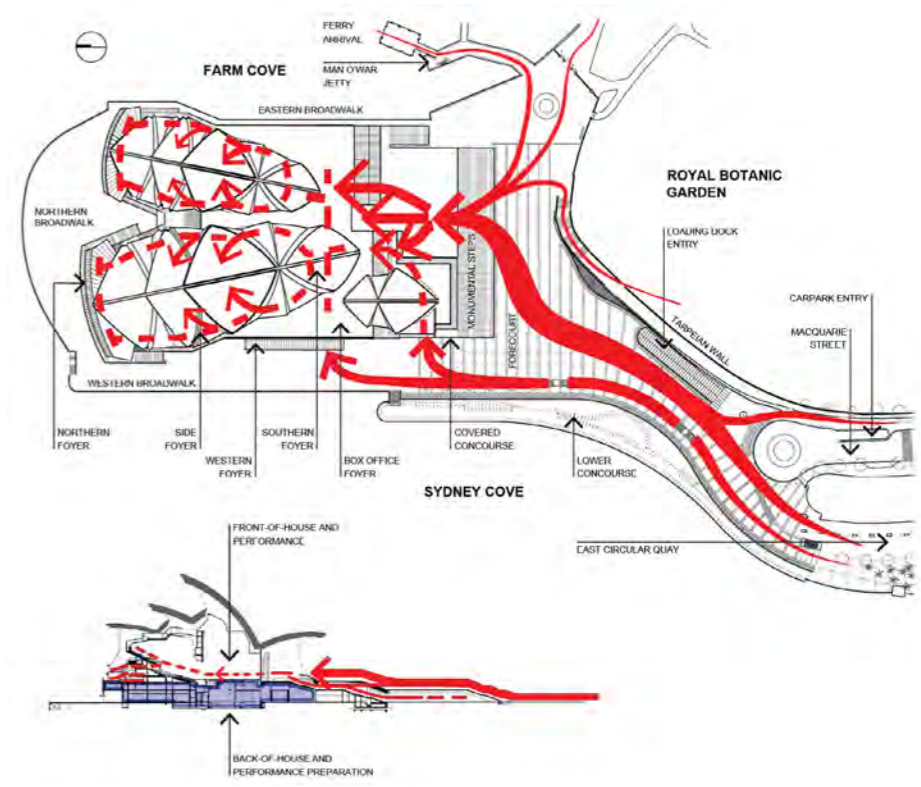 FERRY
ARRIVAL
FARM COVE
MAN O'WAR
JETTY
EASTERN BROADWALK
ROYAL BOTANIC
GARDEN
LOADING DOCK
ENTRY
NORTHERN
BROADWALK
MONUMENTAL STEPS
FORECOURT
TARPEIAN WALL
CARPARK ENTRY
MACQUARIE
STREET
WESTERN BROADWALK
NORTHERN
FOYER
SIDE
FOYER
SOUTHERN
FOYER
WESTERN
FOYER
BOX OFFICE
FOYER
COVERED
CONCOURSE
LOWER
CONCOURSE
SYDNEY COVE
EAST CIRCULAR QUAY
FRONT-OF-HOUSE AND
PERFORMANCE
BACK-OF-HOUSE AND
PERFORMANCE PREPARATION